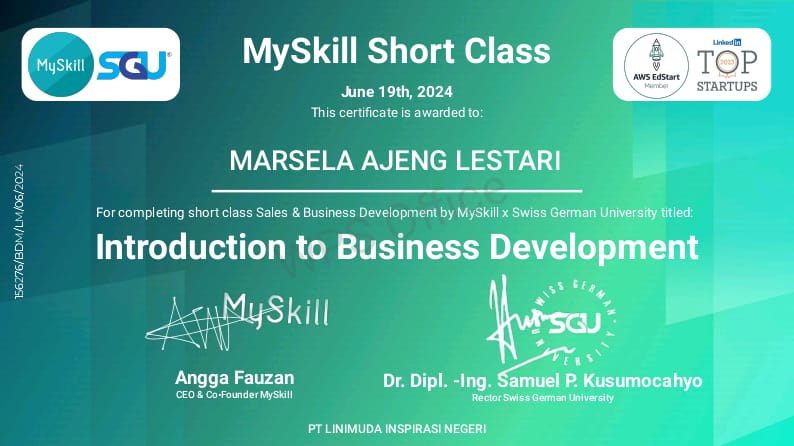 MySkill SGU®
MySkill Short Class
AWS EdStart
Member
LinkedIn
2023
TOP
STARTUPS
June 19th, 2024
This certificate is awarded to:
MARSELA AJENG LESTARI
156276/BDM/LM/06/2024
For completing short class Sales & Business Development by MySkill x Swiss German University titled:
Introduction to Business Development
WPS Office
MySkill
SWISS GERMAN
SGU
UNIVERSITY
Angga Fauzan
CEO & Co-Founder MySkill
Dr. Dipl. -Ing. Samuel P. Kusumocahyo
Rector Swiss German University
PT LINIMUDA INSPIRASI NEGERI